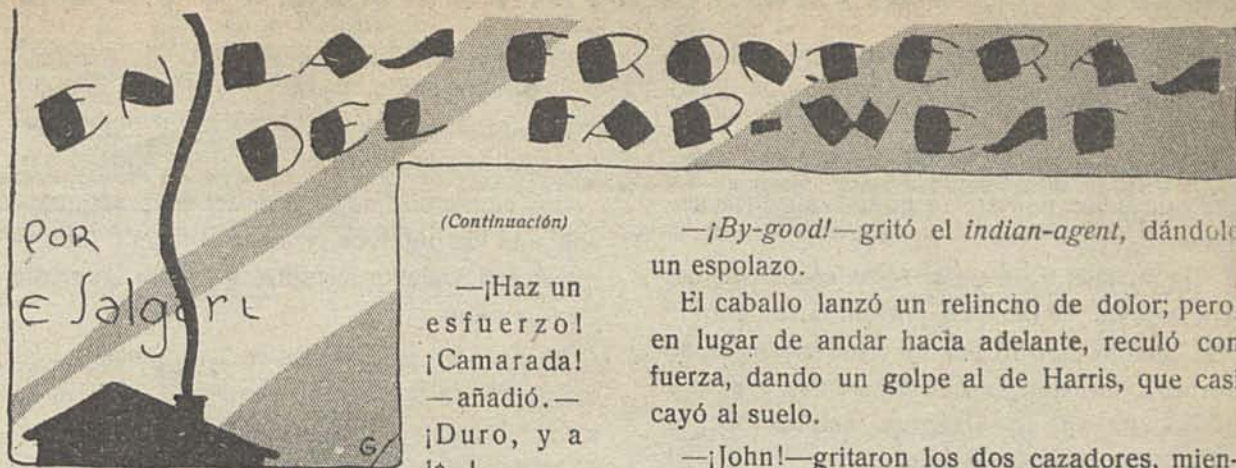 EN LAS FRONTERAS
DEL FAR-WEST
POR
E Salgari
G/
(Continuación)
—¡Haz un
esfuerzo!
¡Camarada!
—añadió.—
¡Duro, y a
—¡By-good!—gritó el indian-agent, dándole
un espolazo.
El caballo lanzó un relincho de dolor; pero,
en lugar de andar hacia adelante, reculó con
fuerza, dando un golpe al de Harris, que casi
cayó al suelo.
—¡John!—gritaron los dos cazadores, mien-